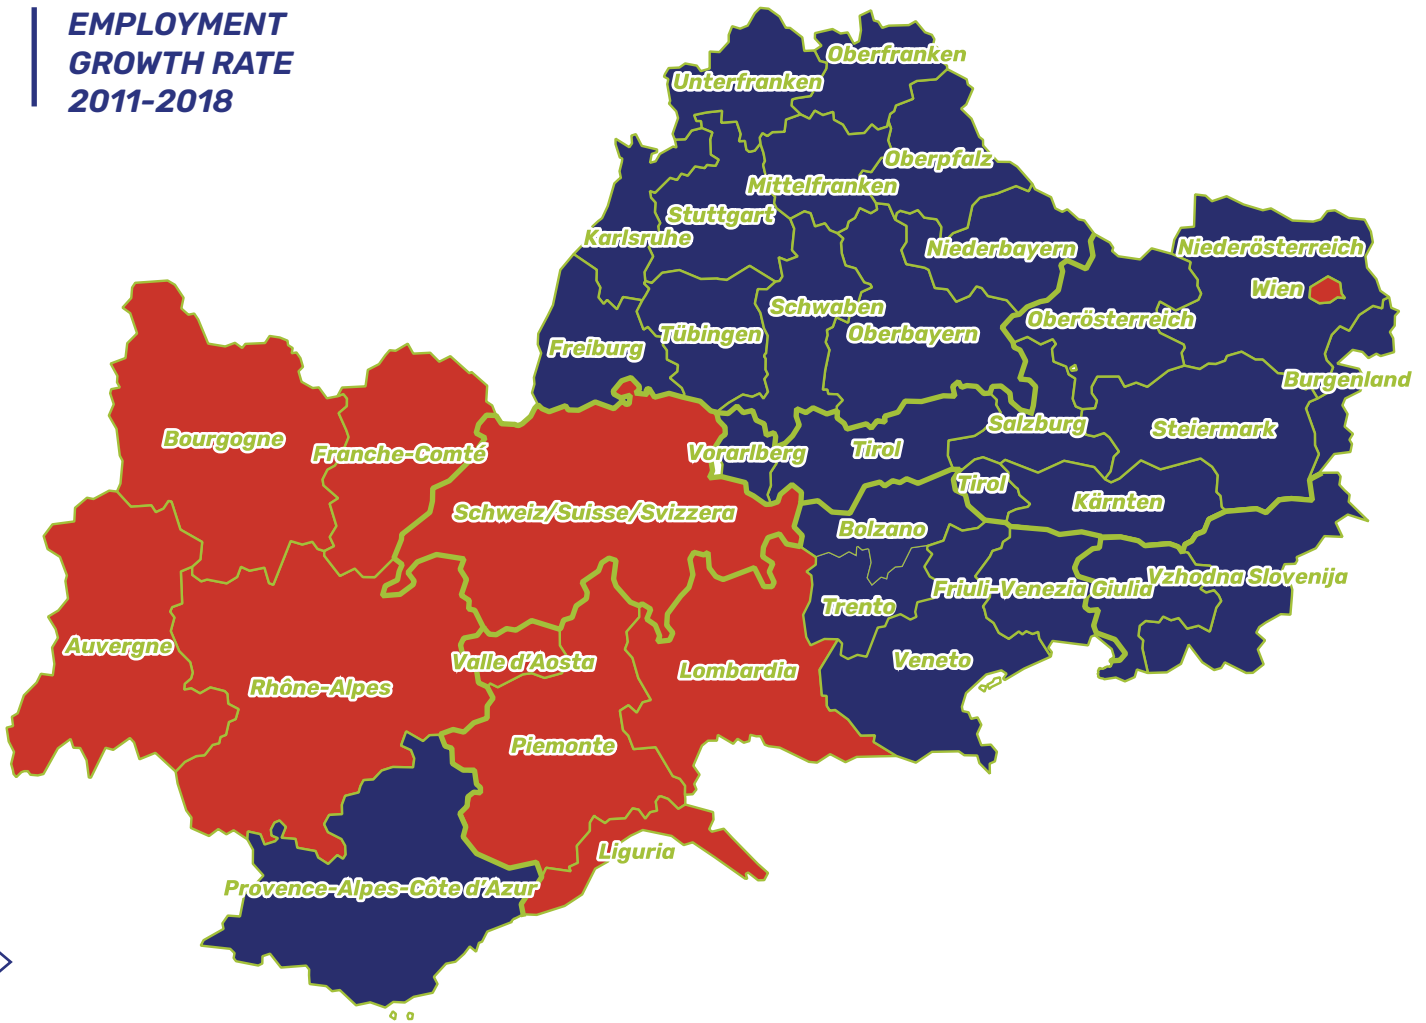 EMPLOYMENT
GROWTH RATE
2011-2018
Oberfranken
Unterfranken
Oberpfalz
Mittelfranken
Stuttgart
Karlsruhe
Niederbayern
Niederösterreich
Wien
Schwaben
Oberösterreich
Tübingen
Oberbayern
Freiburg
Burgenland
Salzburg
Steiermark
Bourgogne
Franche-Comté
Vorarlberg
Tirol
Tirol
Kärnten
Schweiz/Suisse/Svizzera
Bolzano
Vzhodna Slovenija
Friuli-Venezia Giulia
Trento
Auvergne
Valle d'Aosta
Veneto
Lombardia
Rhône-Alpes
Piemonte
Liguria
Provence-Alpes-Côte d'Azur